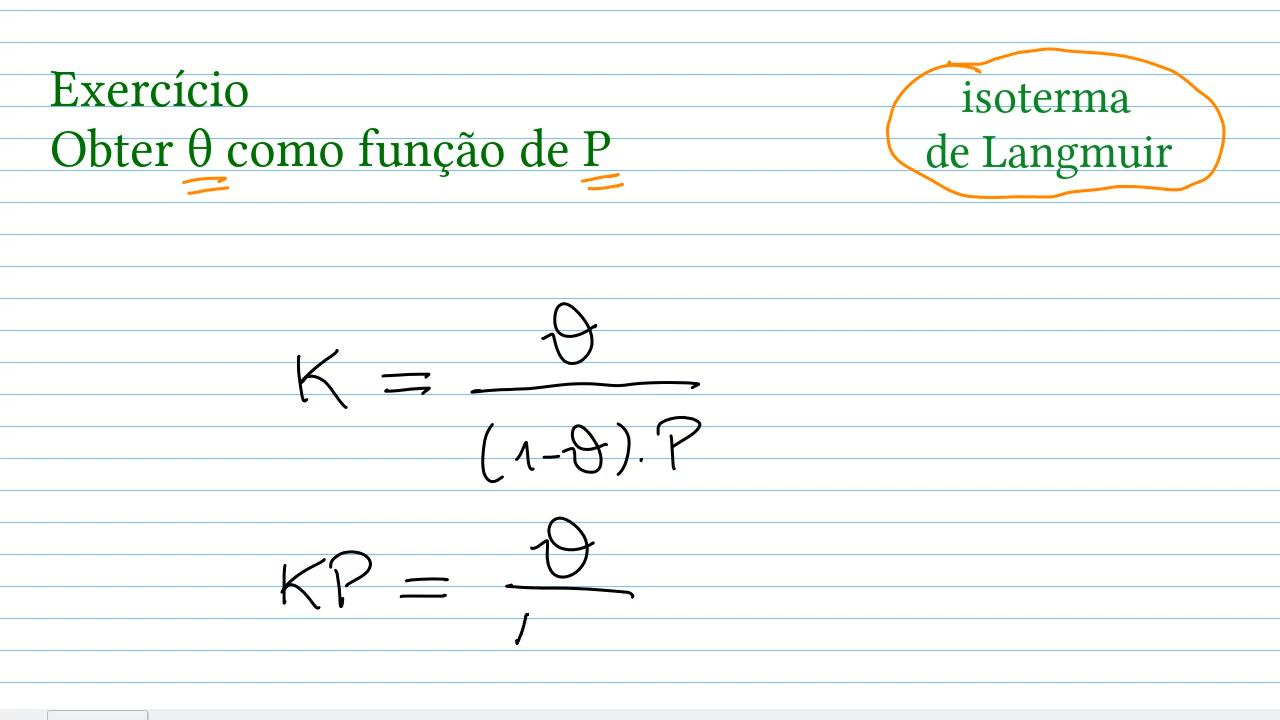 Exercício
Obter θ como função de P
isoterma
de Langmuir
K = ϑ
(1-ϑ).P
KP = ϑ